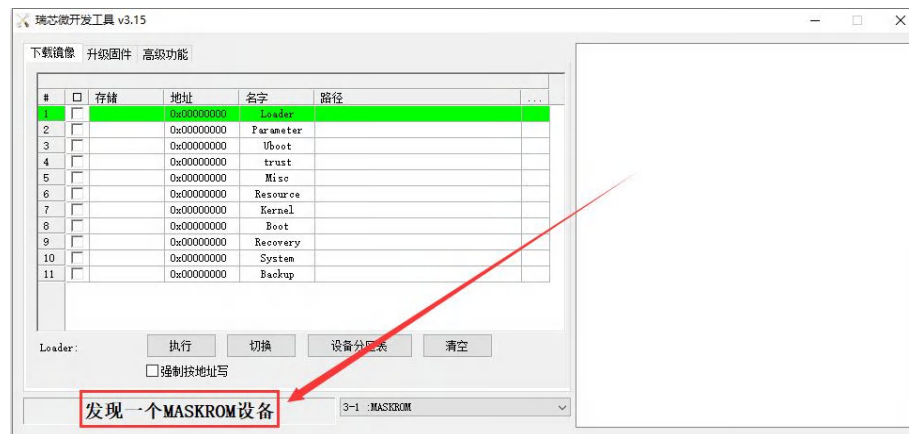 瑞芯微开发工具 v3.15
下载镜像 升级固件 高级功能
# 存储 地址 名字 路径 ...
1 0x00000000 Loader
2 0x00000000 Parameter
3 0x00000000 Uboot
4 0x00000000 trust
5 0x00000000 Misc
6 0x00000000 Resource
7 0x00000000 Kernel
8 0x00000000 Boot
9 0x00000000 Recovery
10 0x00000000 System
11 0x00000000 Backup
Loader: 执行 切换 设备分区表 清空
强制按地址写
发现一个MASKROM设备 3-1 :MASKROM